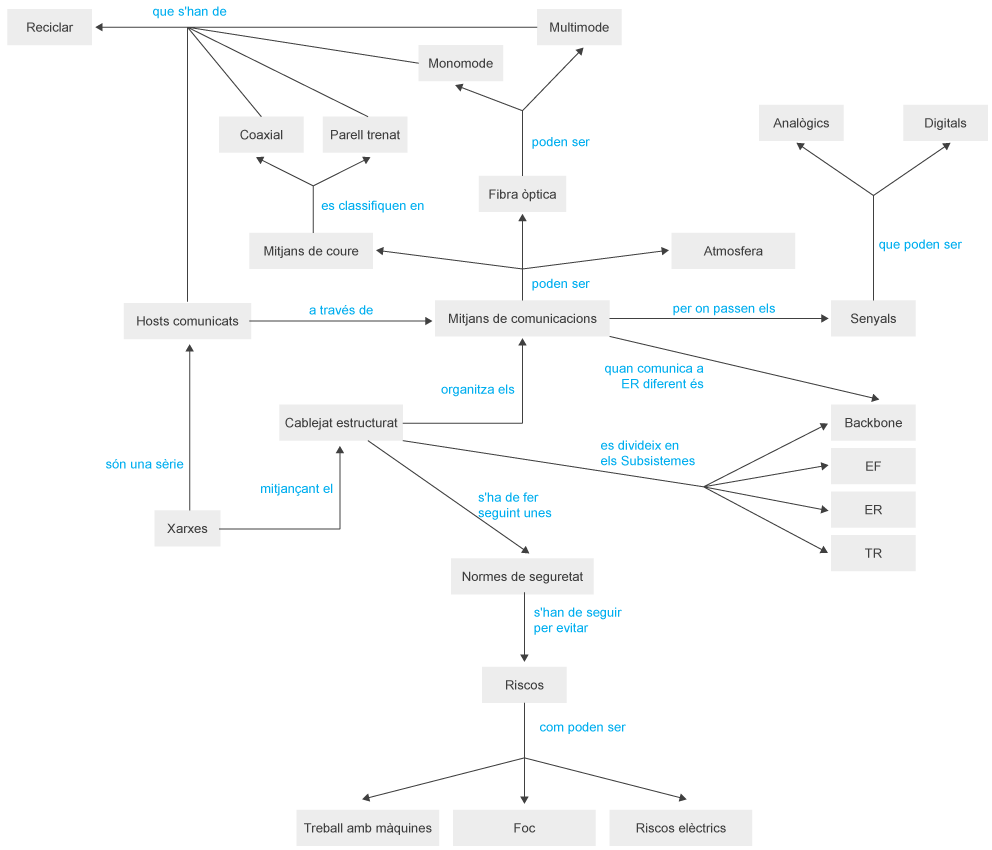 que s'han de
Reciclar
Multimode
Monomode
Coaxial
Parell trenat
poden ser
Analògics
Digitals
Fibra òptica
es classifiquen en
Mitjans de coure
Atmosfera
que poden ser
poden ser
Hosts comunicats
a través de
Mitjans de comunicacions
per on passen els
Senyals
organitza els
quan comunica a
ER diferent és
Cablejat estructurat
Backbone
es divideix en
els Subsistemes
són una sèrie
mitjançant el
EF
s'ha de fer
seguint unes
ER
Xarxes
TR
Normes de seguretat
s'han de seguir
per evitar
Riscos
com poden ser
Treball amb màquines
Foc
Riscos elèctrics